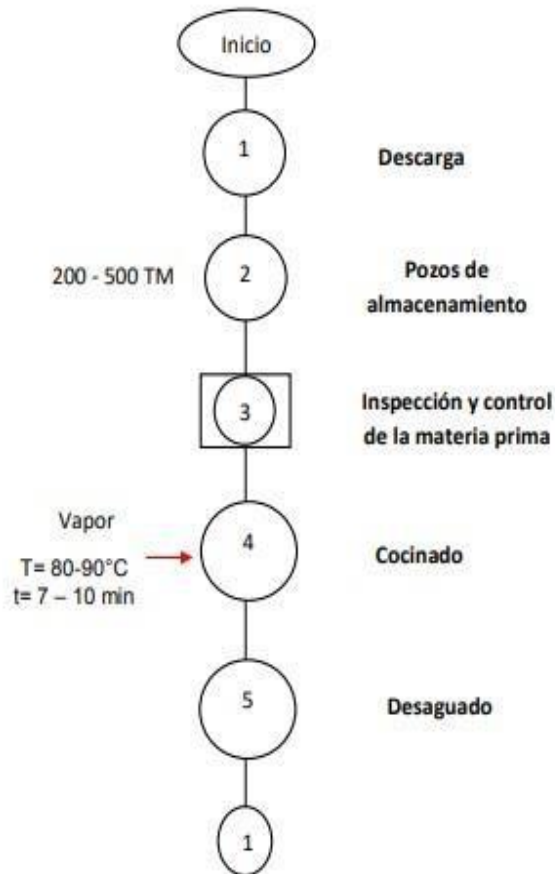 Inicio
1
Descarga
200 - 500 TM
2
Pozos de
almacenamiento
3
Inspección y control
de la materia prima
Vapor
T= 80-90°C
t= 7 – 10 min
4
Cocinado
5
Desaguado
1